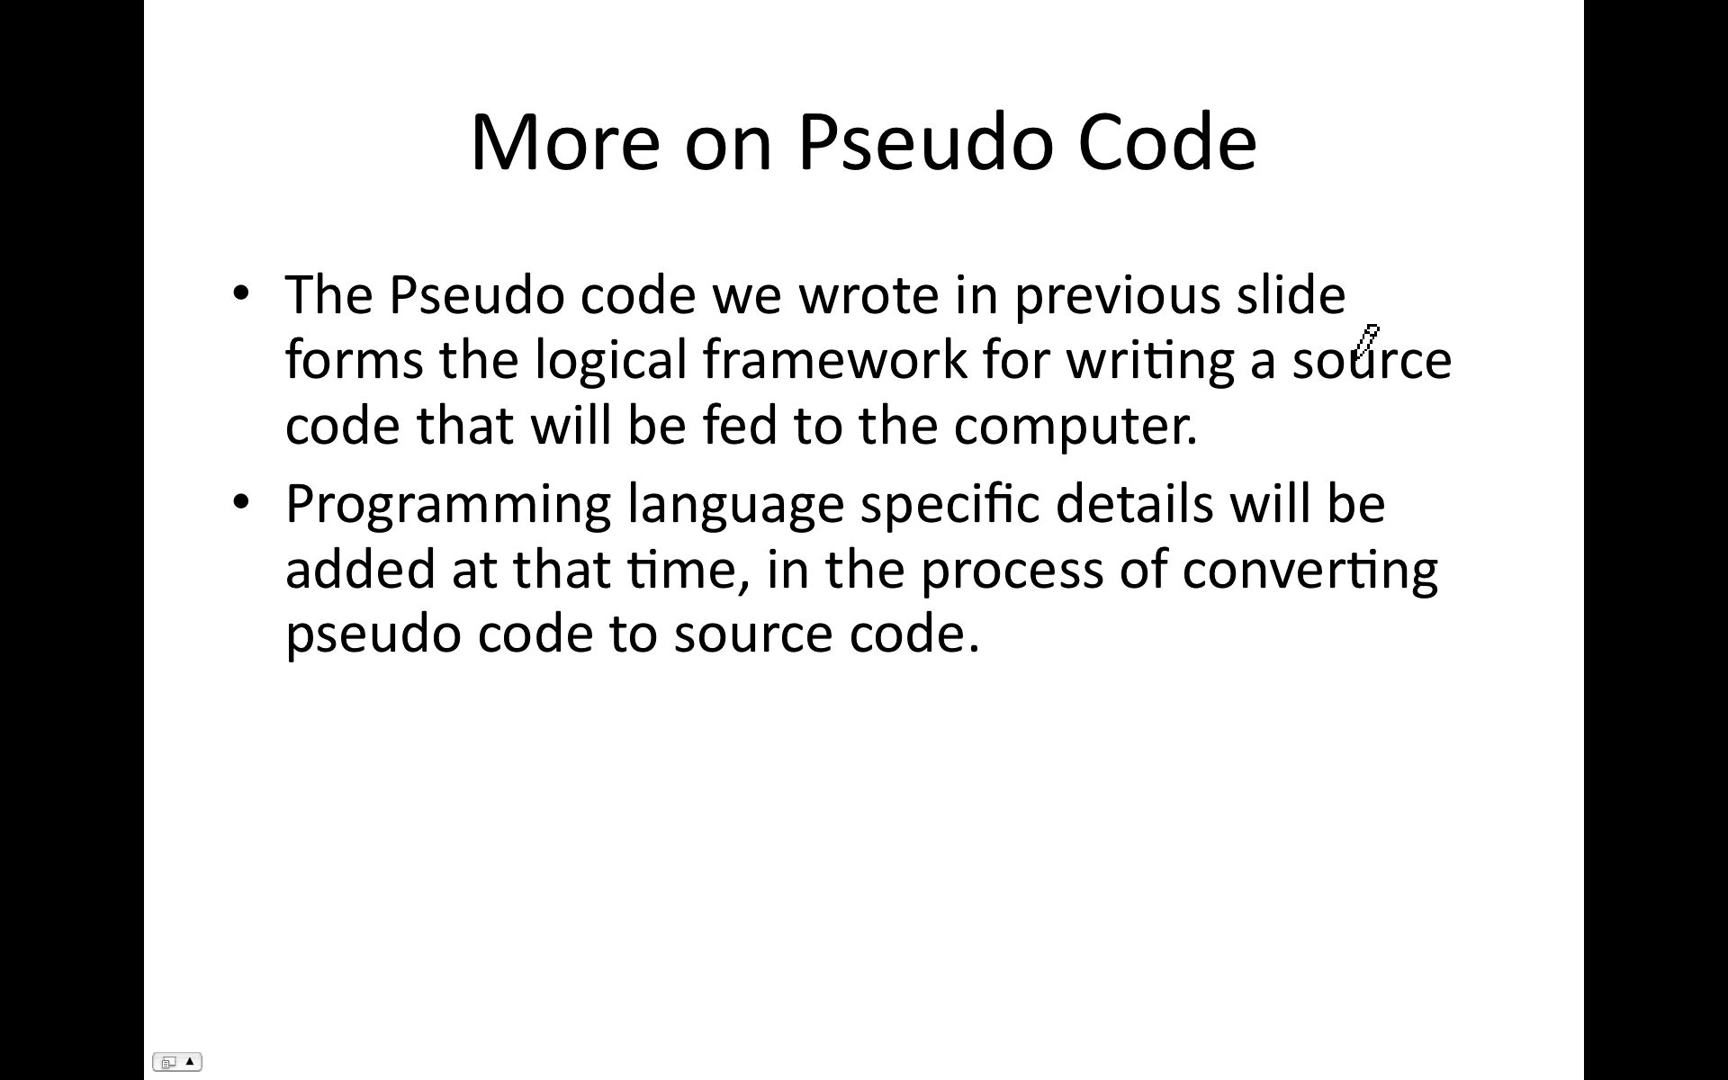 More on Pseudo Code
• The Pseudo code we wrote in previous slide
forms the logical framework for writing a source
code that will be fed to the computer.
• Programming language specific details will be
added at that time, in the process of converting
pseudo code to source code.